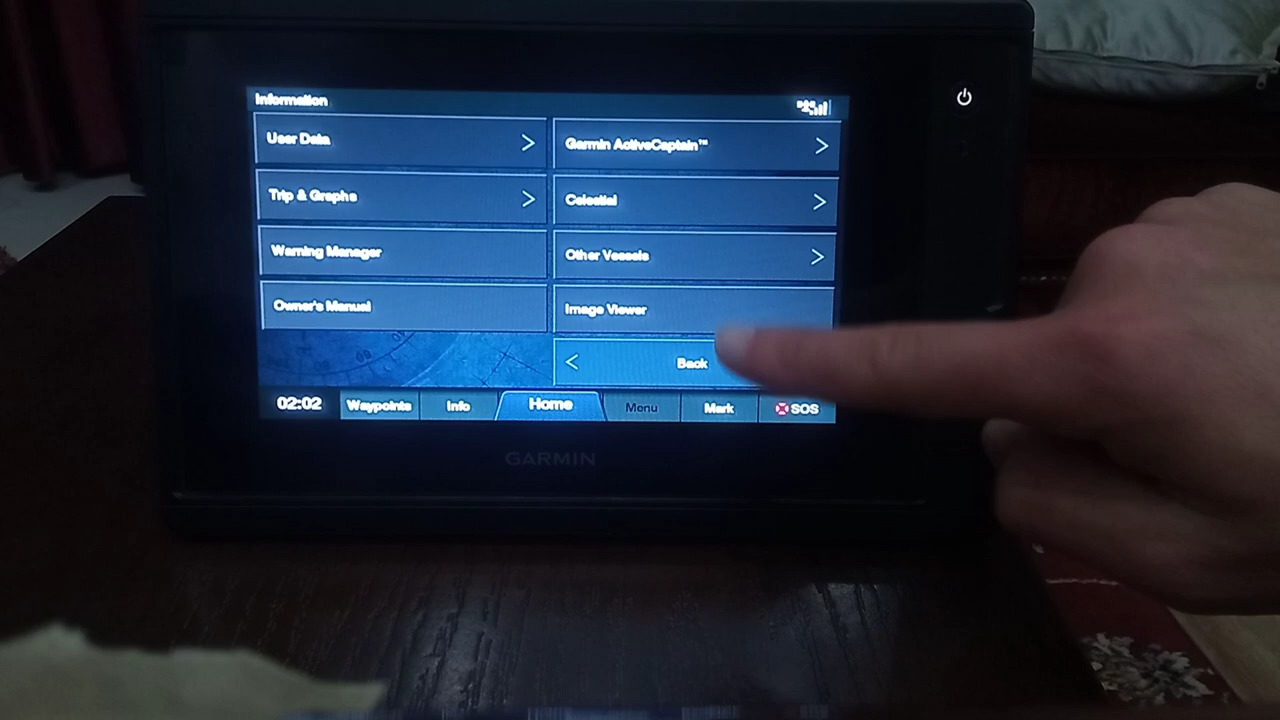 Information
User Data
Garmin ActiveCaptain™
Trip & Graphs
Celestial
Warning Manager
Other Vessels
Owner's Manual
Image Viewer
Back
02:02 Waypoints Info Home Menu Mark SOS
GARMIN